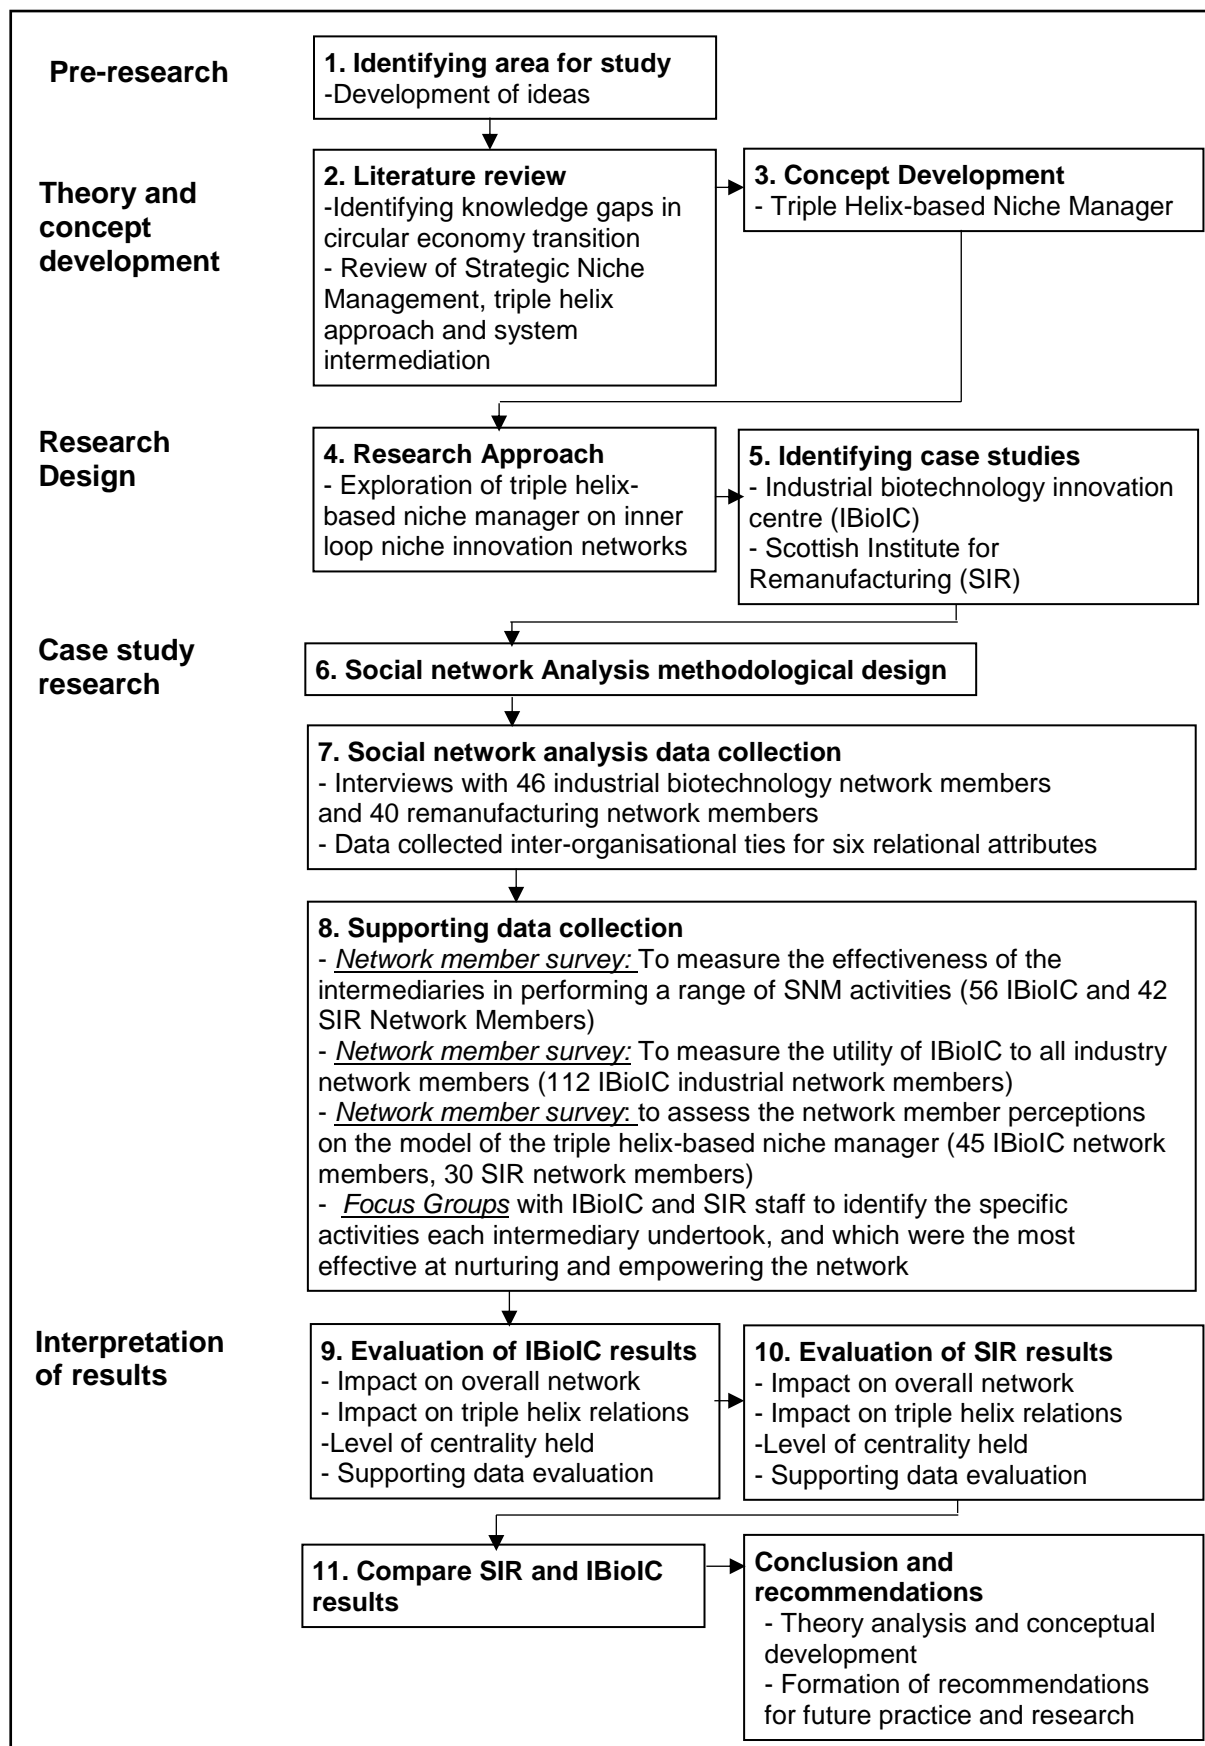 Pre-research
1. Identifying area for study
-Development of ideas
Theory and
concept
development
2. Literature review
-Identifying knowledge gaps in
circular economy transition
- Review of Strategic Niche
Management, triple helix
approach and system
intermediation
3. Concept Development
- Triple Helix-based Niche Manager
Research
Design
4. Research Approach
- Exploration of triple helix-
based niche manager on inner
loop niche innovation networks
5. Identifying case studies
- Industrial biotechnology innovation
centre (IBioIC)
- Scottish Institute for
Remanufacturing (SIR)
Case study
research
6. Social network Analysis methodological design
7. Social network analysis data collection
- Interviews with 46 industrial biotechnology network members
and 40 remanufacturing network members
- Data collected inter-organisational ties for six relational attributes
8. Supporting data collection
- Network member survey: To measure the effectiveness of the
intermediaries in performing a range of SNM activities (56 IBioIC and 42
SIR Network Members)
- Network member survey: To measure the utility of IBioIC to all industry
network members (112 IBioIC industrial network members)
- Network member survey: to assess the network member perceptions
on the model of the triple helix-based niche manager (45 IBioIC network
members, 30 SIR network members)
- Focus Groups with IBioIC and SIR staff to identify the specific
activities each intermediary undertook, and which were the most
effective at nurturing and empowering the network
Interpretation
of results
9. Evaluation of IBioIC results
- Impact on overall network
- Impact on triple helix relations
-Level of centrality held
- Supporting data evaluation
10. Evaluation of SIR results
- Impact on overall network
- Impact on triple helix relations
-Level of centrality held
- Supporting data evaluation
11. Compare SIR and IBioIC
results
Conclusion and
recommendations
- Theory analysis and conceptual
development
- Formation of recommendations
for future practice and research